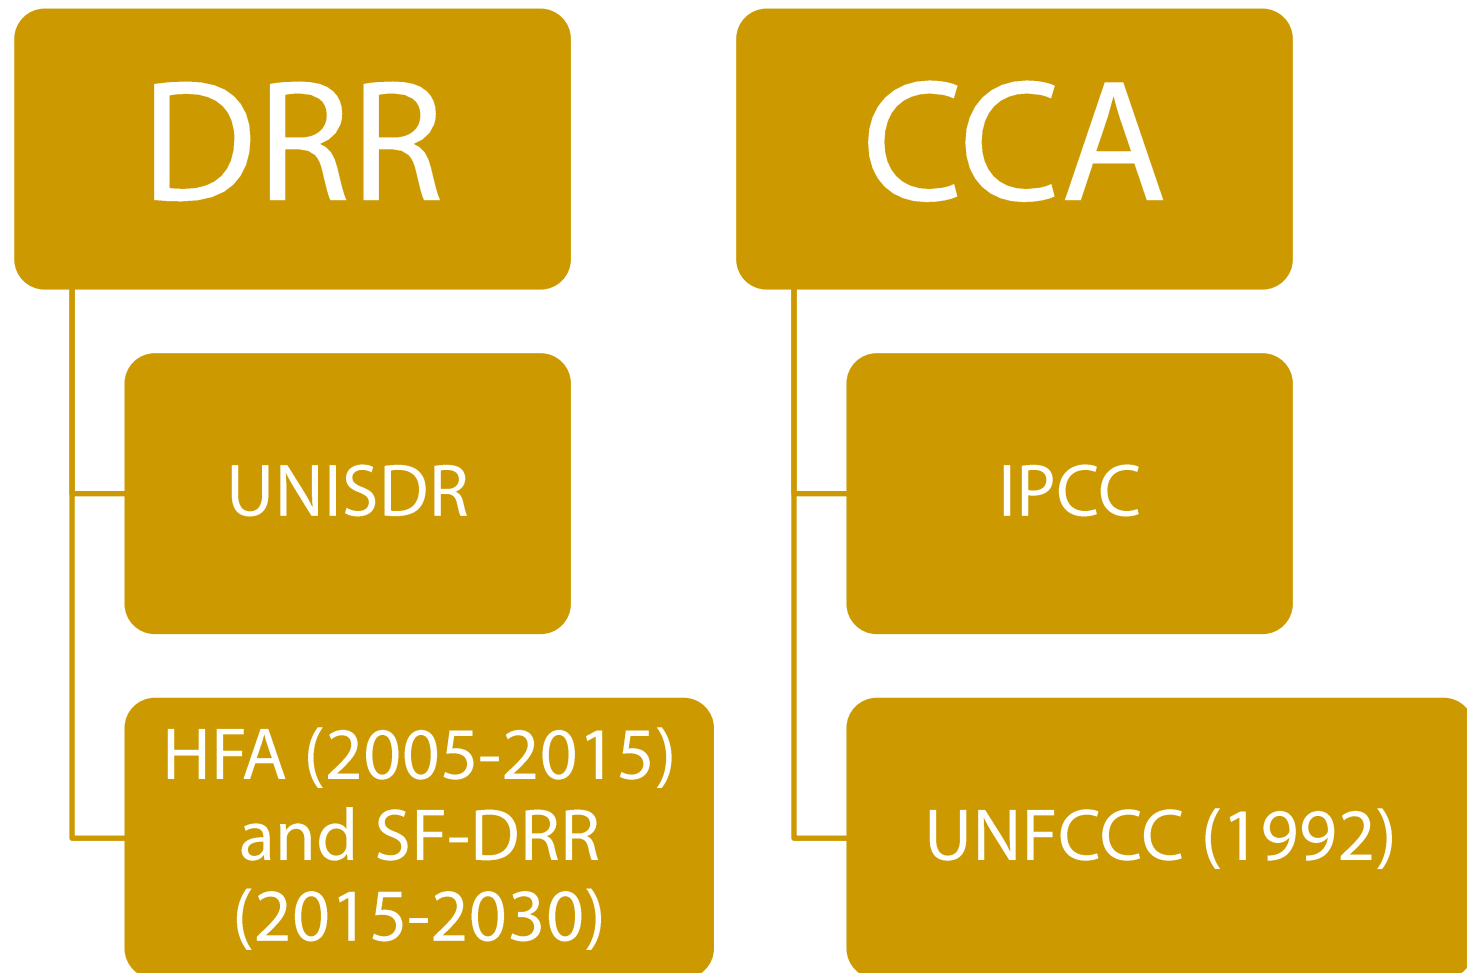 DRR
UNISDR
HFA (2005-2015)
and SF-DRR
(2015-2030)
CCA
IPCC
UNFCCC (1992)